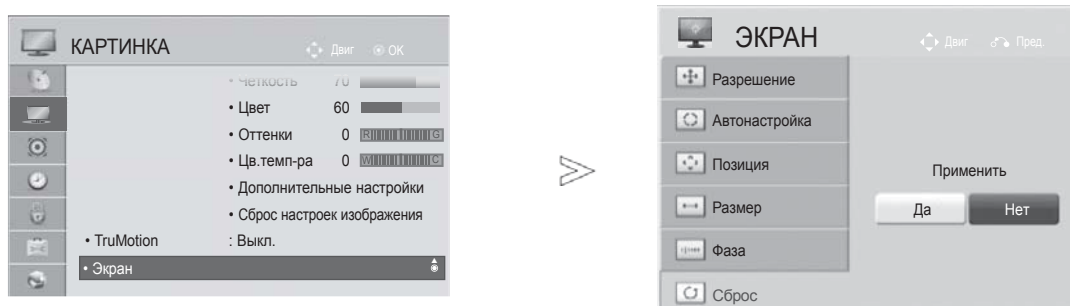 КАРТИНКА
Двиг
OK
• Четкость 70
• Цвет 60
• Оттенки 0 R G
• Цв.темп-ра 0 W C
• Дополнительные настройки
• Сброс настроек изображения
• TruMotion : Выкл.
• Экран
ЭКРАН
Двиг
Пред.
Разрешение
Автонастройка
Позиция
Размер
Фаза
Сброс
Применить
Да
Нет